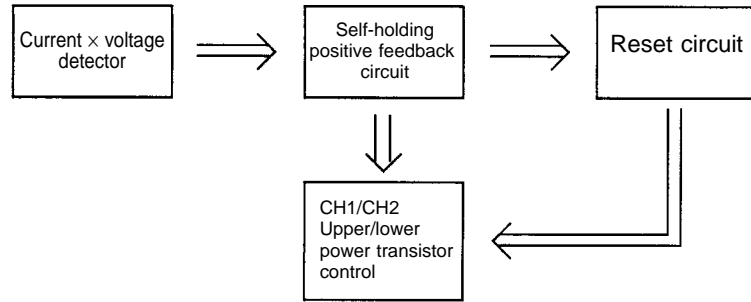 Current × voltage
detector
Self-holding
positive feedback
circuit
Reset circuit
CH1/CH2
Upper/lower
power transistor
control